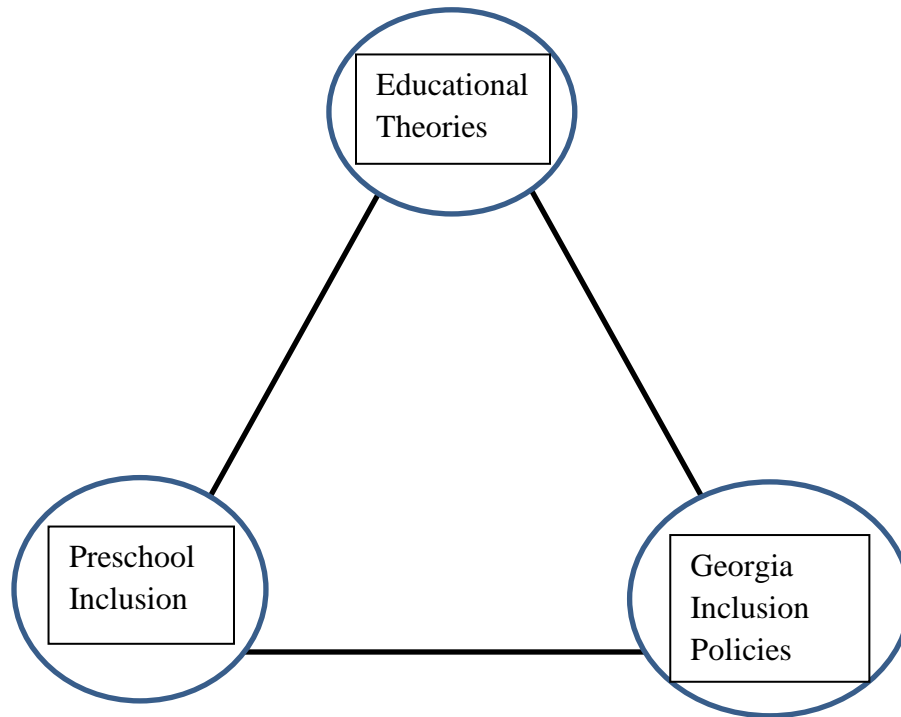 Educational
Theories
Preschool
Inclusion
Georgia
Inclusion
Policies